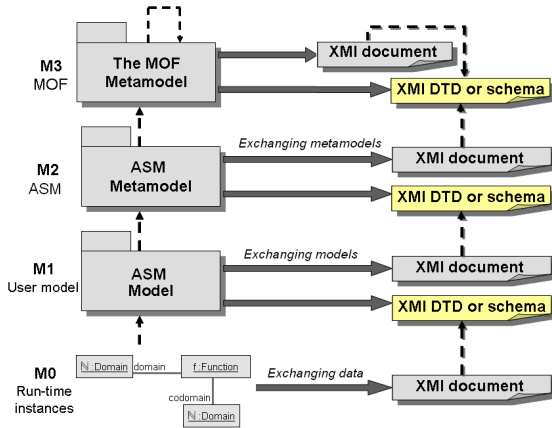 M3
MOF
The MOF
Metamodel
XMI document
XMI DTD or schema
M2
ASM
ASM
Metamodel
Exchanging metamodels
XMI document
XMI DTD or schema
M1
User model
ASM
Model
Exchanging models
XMI document
XMI DTD or schema
M0
Run-time
instances
ℕ :Domain
domain
f :Function
codomain
ℕ :Domain
Exchanging data
XMI document